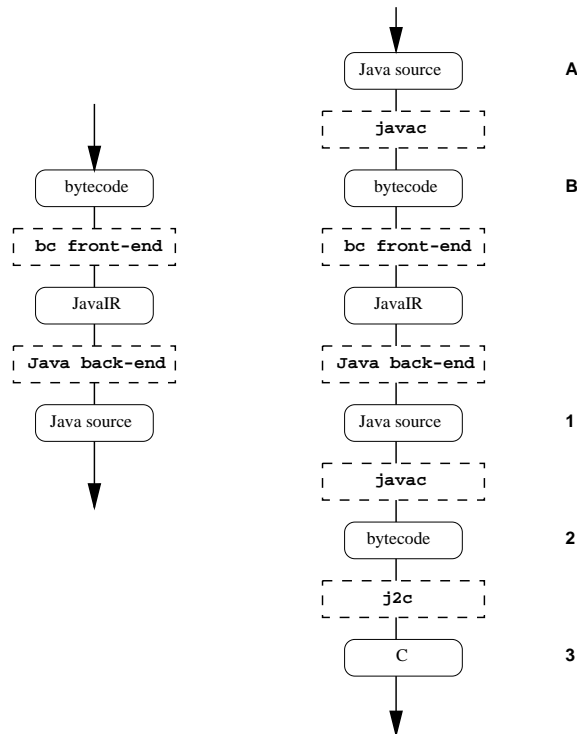 bytecode
bc front-end
JavaIR
Java back-end
Java source
Java source
A
javac
bytecode
B
bc front-end
JavaIR
Java back-end
Java source
1
javac
bytecode
2
j2c
C
3